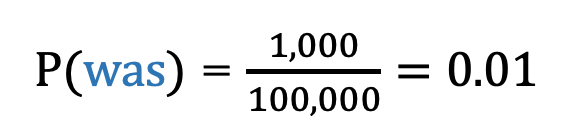 P(was) = 1,000 / 100,000 = 0.01